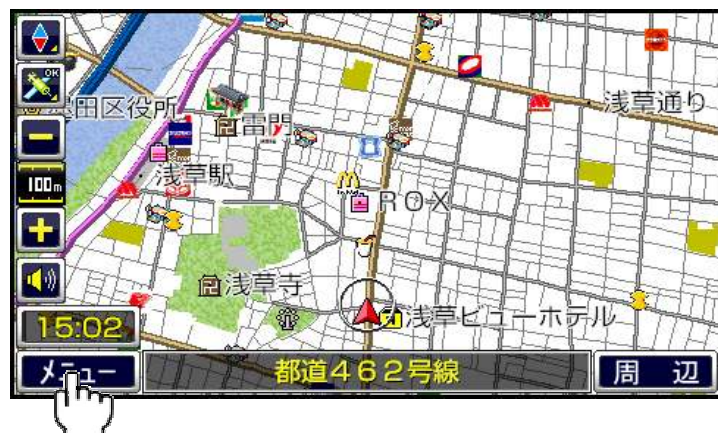 OK
浅草通り
田区役所
雷門
浅草駅
100m
ROX
浅草寺
15:02
浅草ビューホテル
メニュー
都道462号線
周 辺